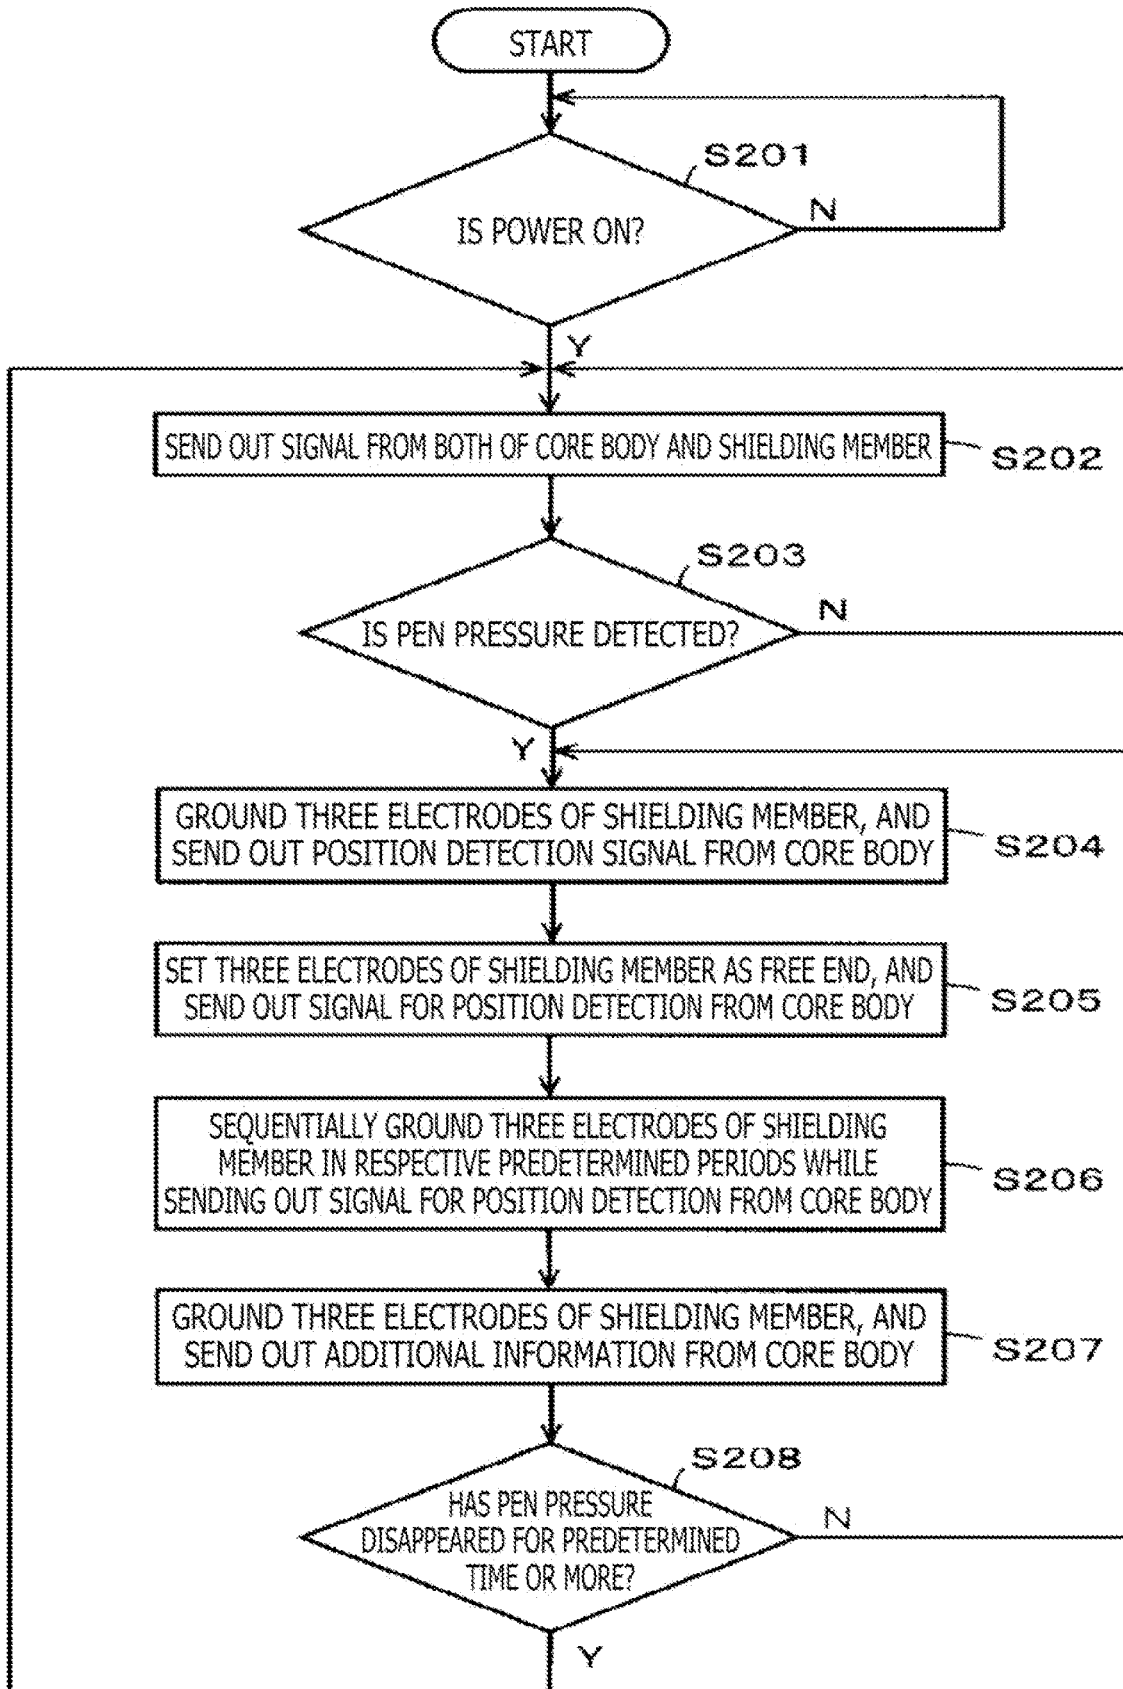 START
S201
IS POWER ON?
N
Y
SEND OUT SIGNAL FROM BOTH OF CORE BODY AND SHIELDING MEMBER
S202
S203
IS PEN PRESSURE DETECTED?
N
Y
GROUND THREE ELECTRODES OF SHIELDING MEMBER, AND
SEND OUT POSITION DETECTION SIGNAL FROM CORE BODY
S204
SET THREE ELECTRODES OF SHIELDING MEMBER AS FREE END, AND
SEND OUT SIGNAL FOR POSITION DETECTION FROM CORE BODY
S205
SEQUENTIALLY GROUND THREE ELECTRODES OF SHIELDING
MEMBER IN RESPECTIVE PREDETERMINED PERIODS WHILE
SENDING OUT SIGNAL FOR POSITION DETECTION FROM CORE BODY
S206
GROUND THREE ELECTRODES OF SHIELDING MEMBER, AND
SEND OUT ADDITIONAL INFORMATION FROM CORE BODY
S207
S208
HAS PEN PRESSURE
DISAPPEARED FOR PREDETERMINED
TIME OR MORE?
N
Y